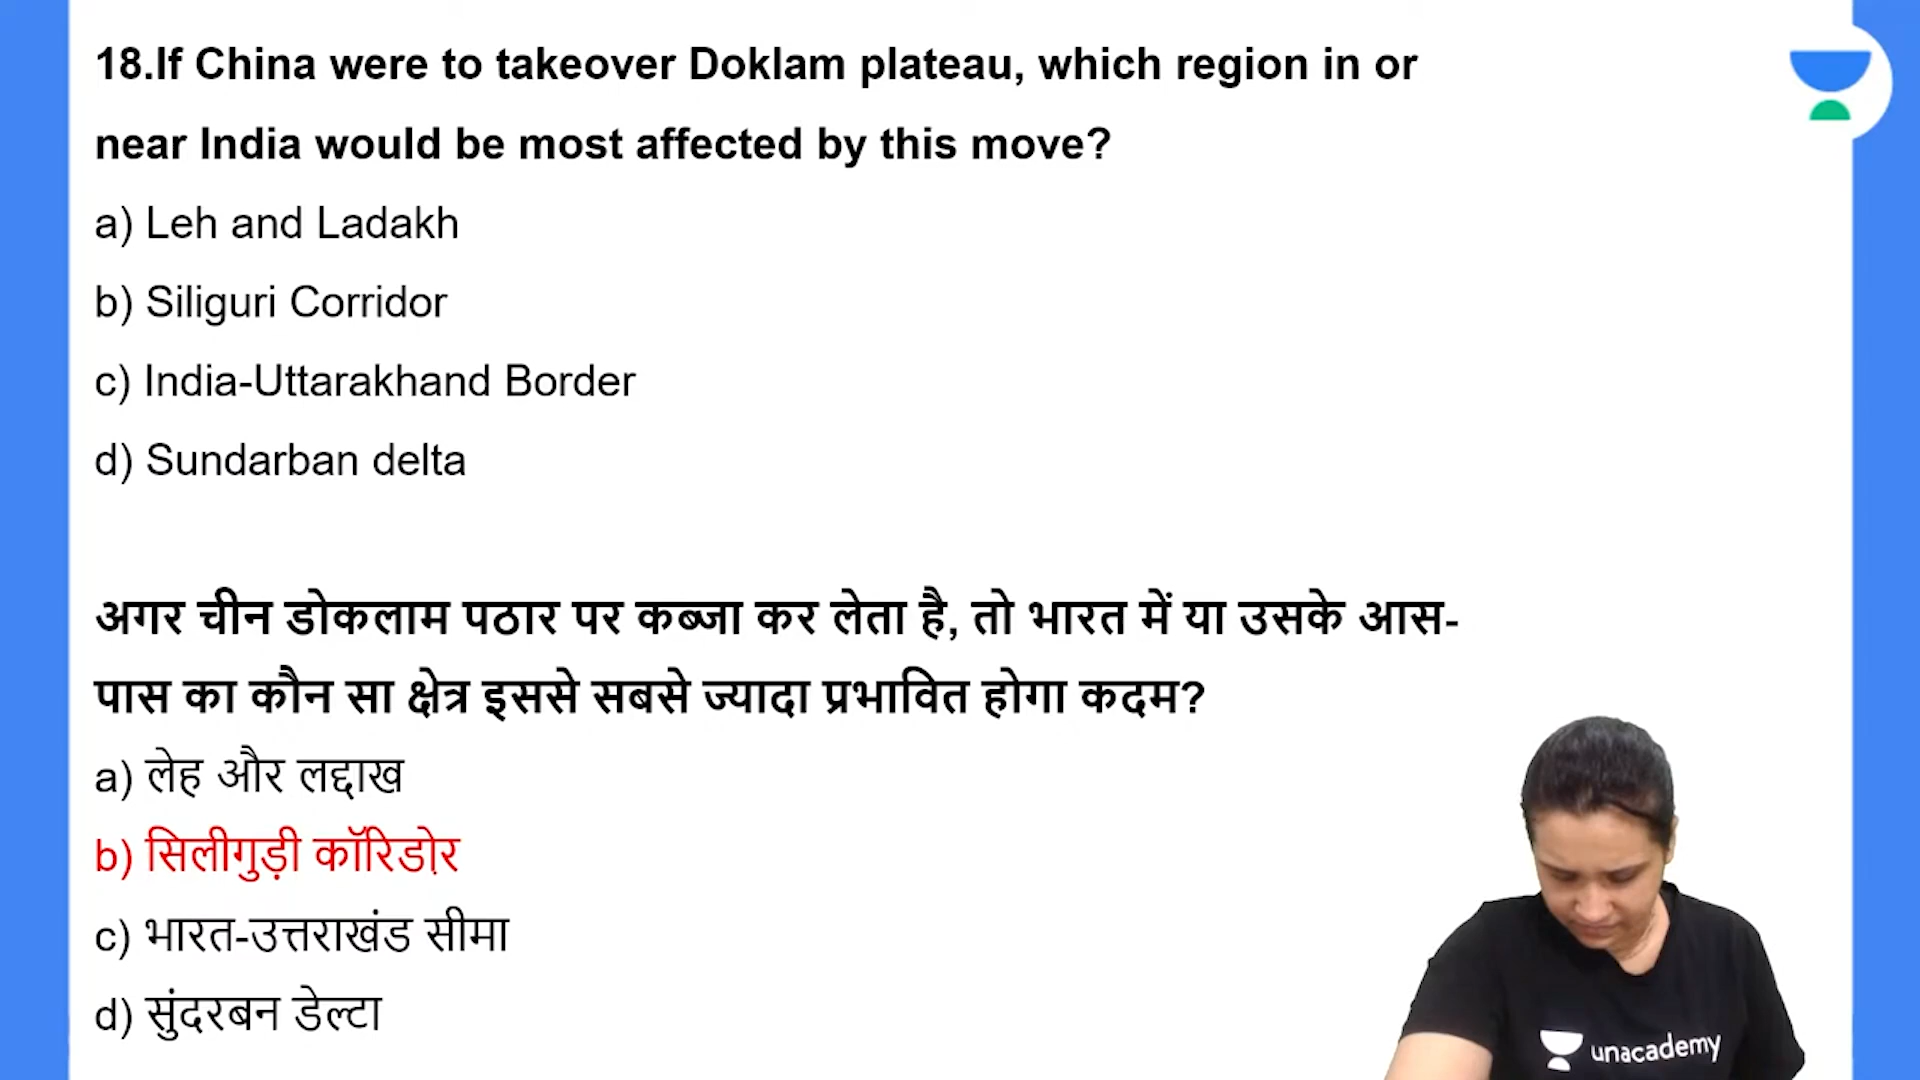 18.If China were to takeover Doklam plateau, which region in or
near India would be most affected by this move?
a) Leh and Ladakh
b) Siliguri Corridor
c) India-Uttarakhand Border
d) Sundarban delta
अगर चीन डोकलाम पठार पर कब्जा कर लेता है, तो भारत में या उसके आस-
पास का कौन सा क्षेत्र इससे सबसे ज्यादा प्रभावित होगा कदम?
a) लेह और लद्दाख
b) सिलीगुड़ी कॉरिडो़र
c) भारत-उत्तराखंड सीमा
d) सुंदरबन डेल्टा
unacademy